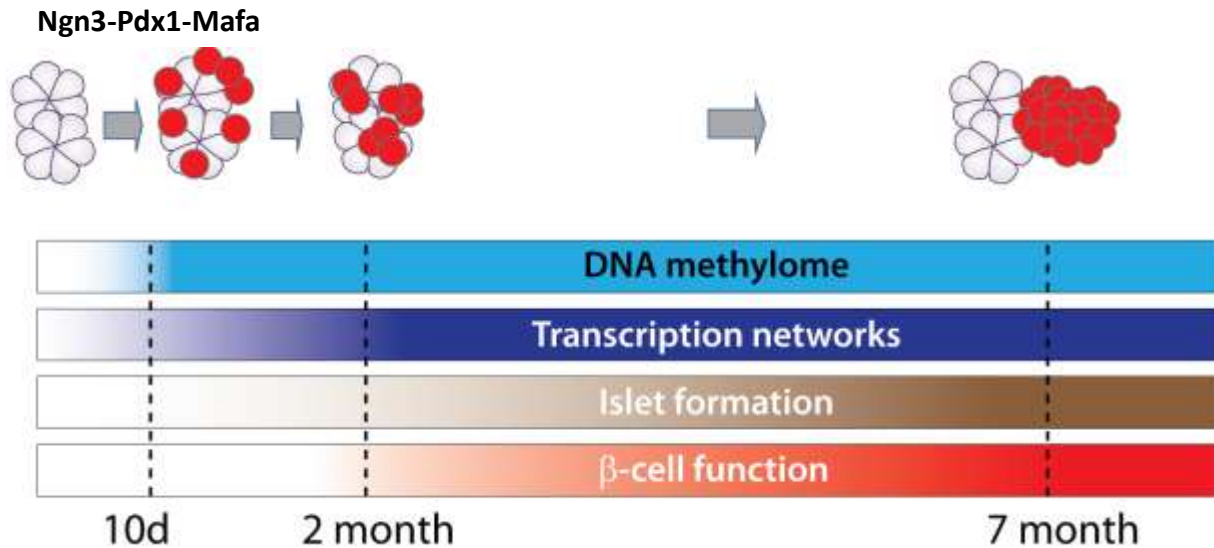 Ngn3-Pdx1-Mafa
DNA methylome
Transcription networks
Islet formation
β-cell function
10d 2 month 7 month